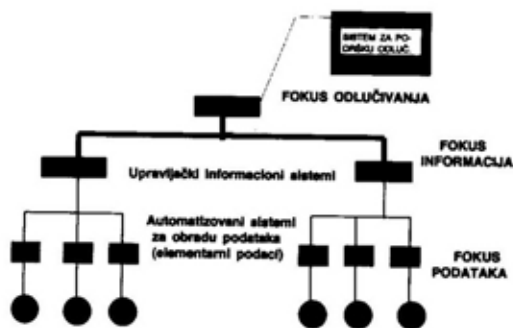 SISTEM ZA PO-
DRŠKU ODLUČ.
FOKUS ODLUČIVANJA
FOKUS
INFORMACIJA
Upravljački informacioni sistemi
Automatizovani sistemi
za obradu podataka
(elementarni podaci)
FOKUS
PODATAKA